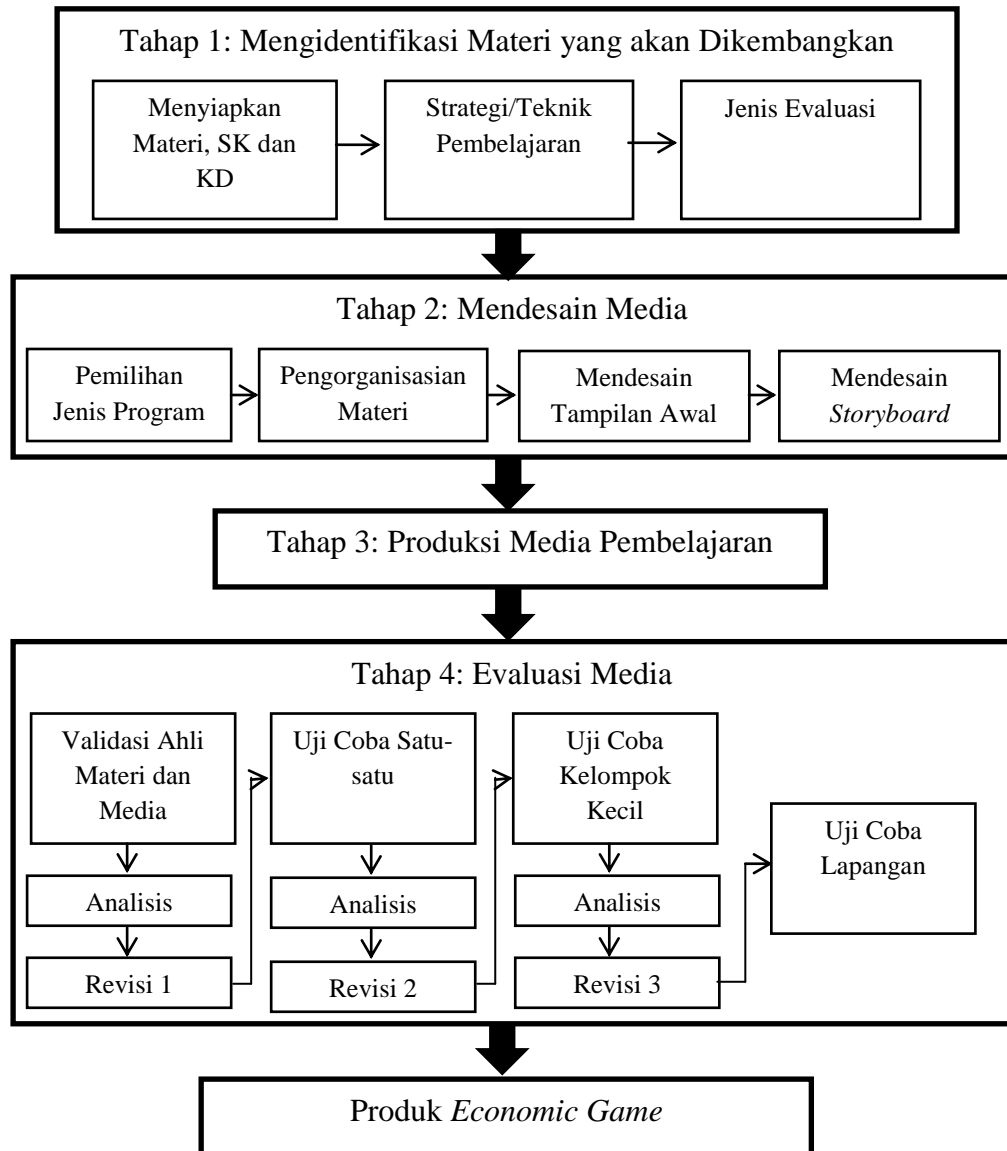 Tahap 1: Mengidentifikasi Materi yang akan Dikembangkan
Menyiapkan
Materi, SK dan
KD
Strategi/Teknik
Pembelajaran
Jenis Evaluasi
Tahap 2: Mendesain Media
Pemilihan
Jenis Program
Pengorganisasian
Materi
Mendesain
Tampilan Awal
Mendesain
Storyboard
Tahap 3: Produksi Media Pembelajaran
Tahap 4: Evaluasi Media
Validasi Ahli
Materi dan
Media
Analisis
Revisi 1
Uji Coba Satu-
satu
Analisis
Revisi 2
Uji Coba
Kelompok
Kecil
Analisis
Revisi 3
Uji Coba
Lapangan
Produk Economic Game